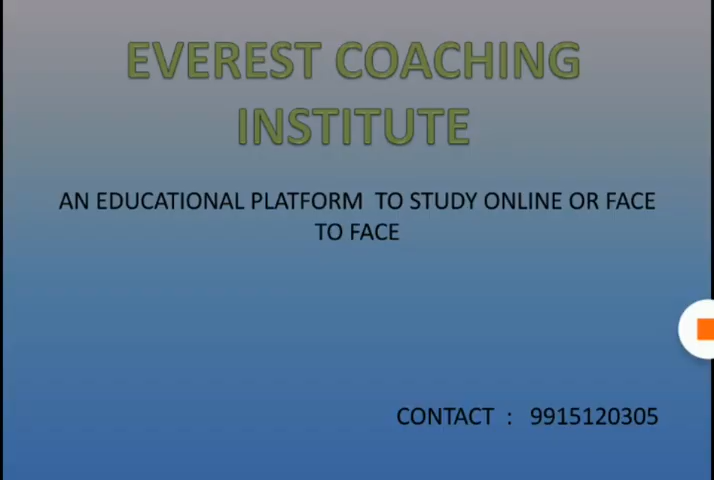 EVEREST COACHING
INSTITUTE
AN EDUCATIONAL PLATFORM TO STUDY ONLINE OR FACE
TO FACE
CONTACT : 9915120305